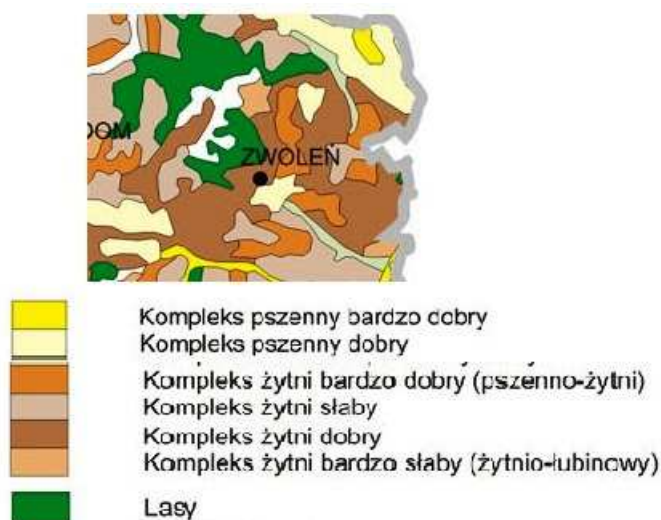 DOM
ZWOLEŃ
Kompleks pszenny bardzo dobry
Kompleks pszenny dobry
Kompleks żytni bardzo dobry (pszenno-żytni)
Kompleks żytni słaby
Kompleks żytni dobry
Kompleks żytni bardzo słaby (żytnio-łubinowy)
Lasy